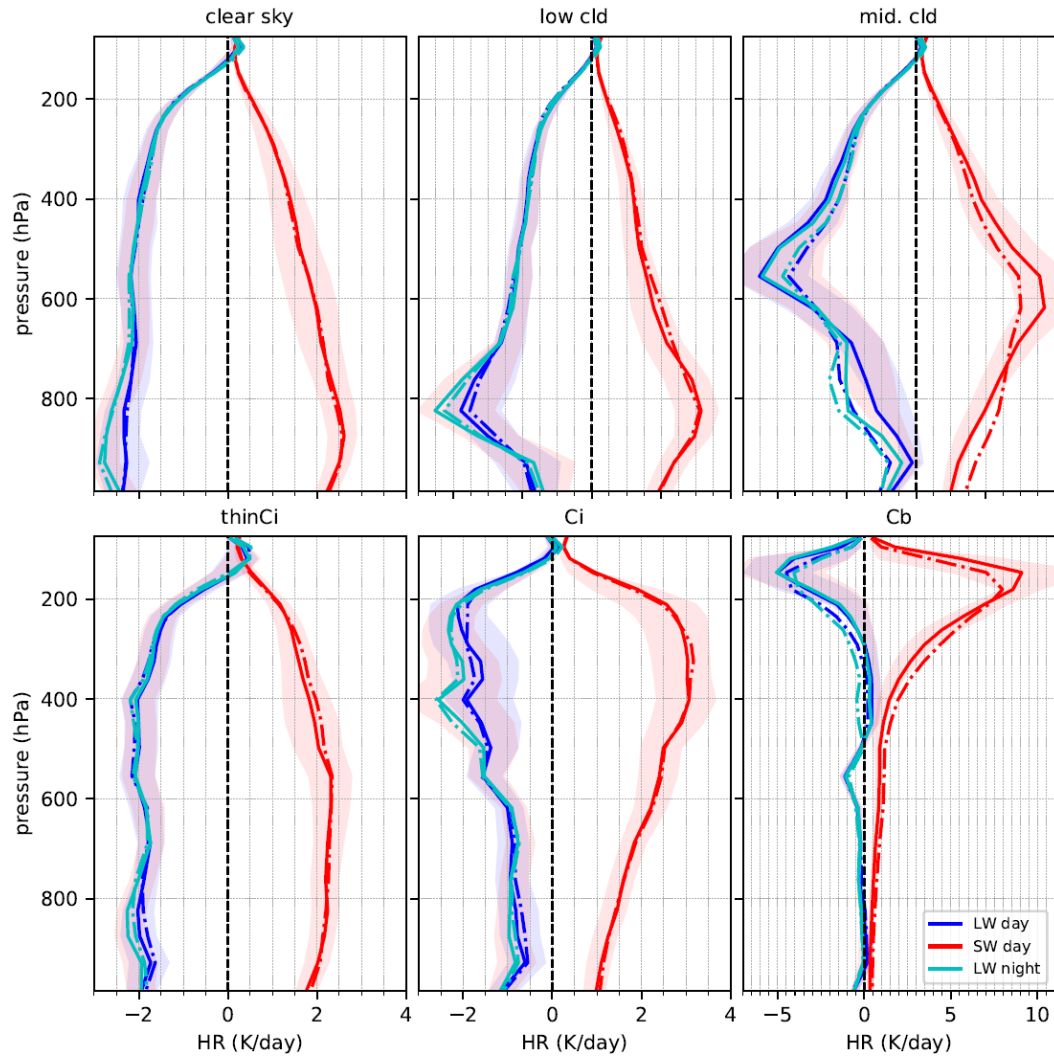 clear sky
low cld
mid. cld
pressure (hPa)
200
400
600
800
thinCi
Ci
Cb
pressure (hPa)
200
400
600
800
LW day
SW day
LW night
−2 0 2 4
−2 0 2 4
−5 0 5 10
HR (K/day)
HR (K/day)
HR (K/day)